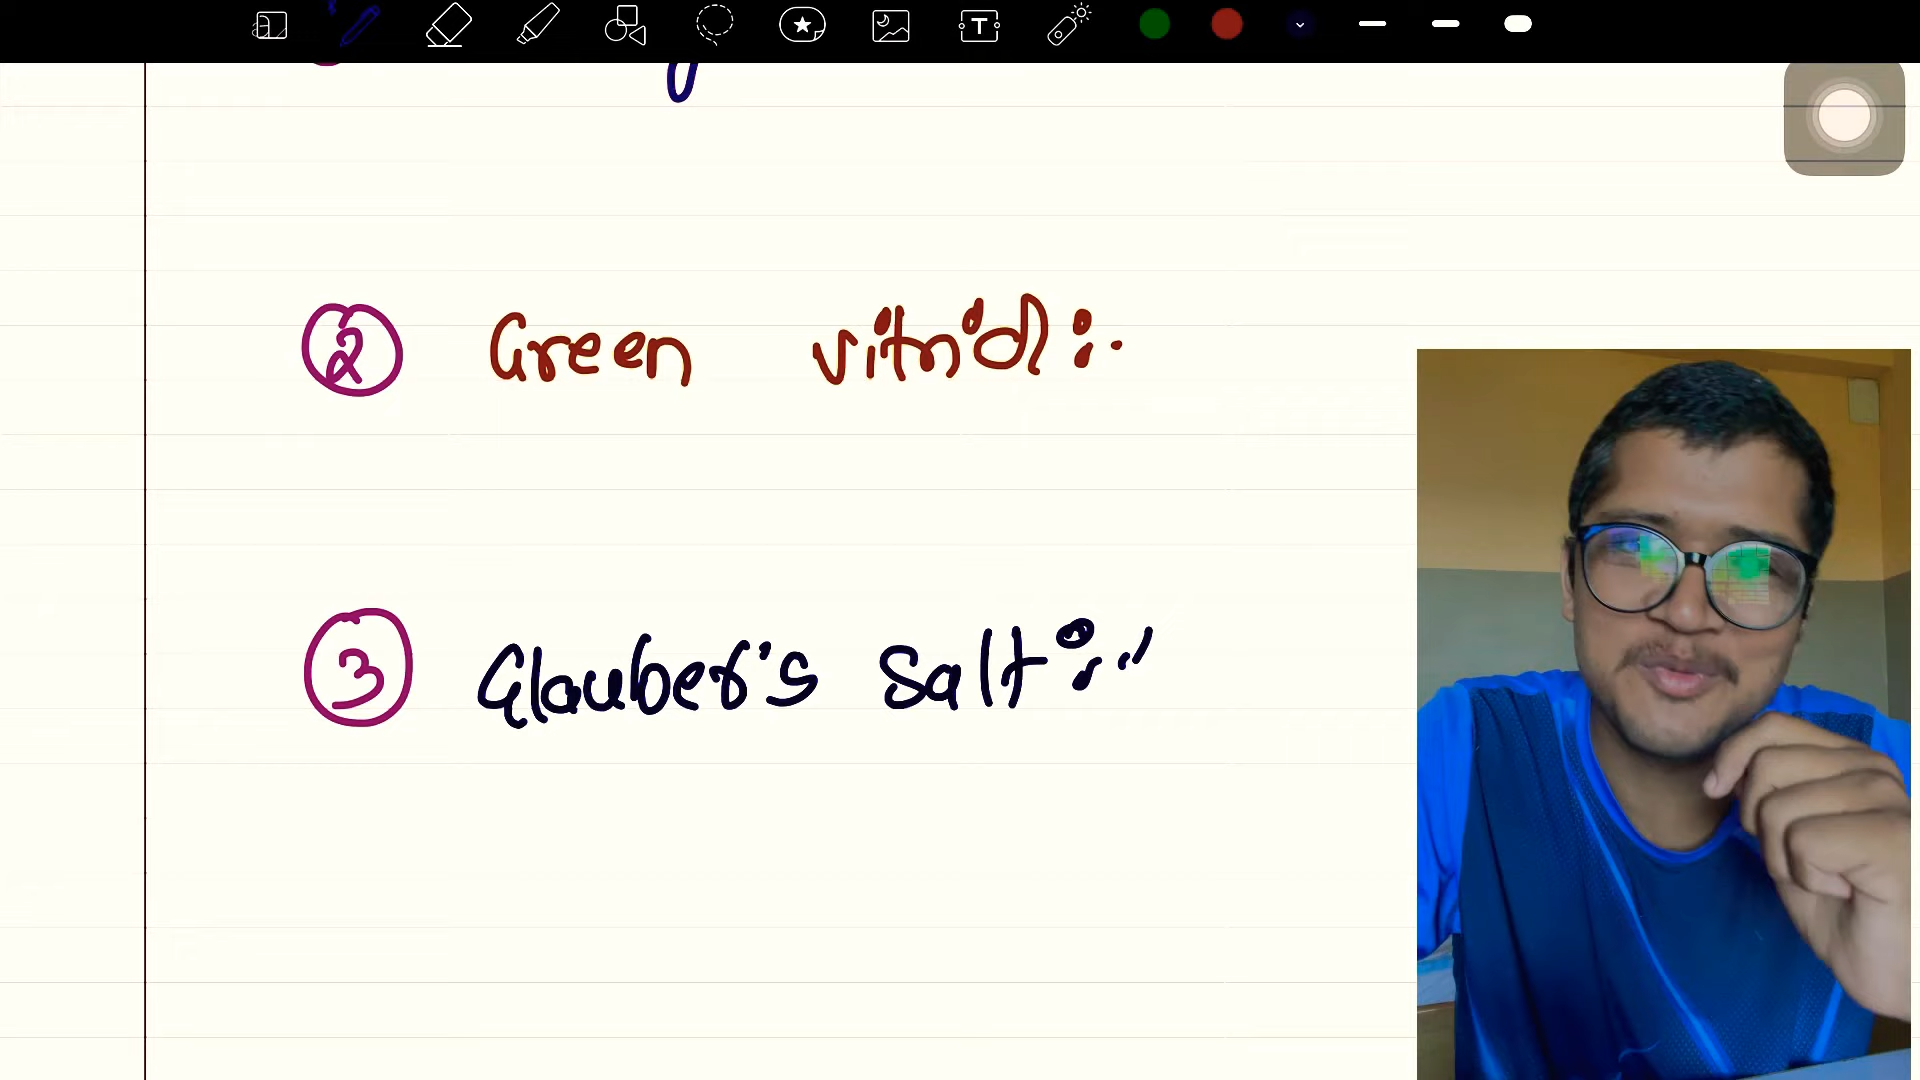 ② Green vitriol :-
③ Glauber's salt :-